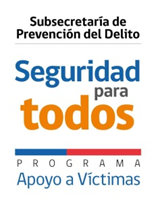 Subsecretaría de
Prevención del Delito
Seguridad
para
todos
PROGRAMA
Apoyo a Víctimas